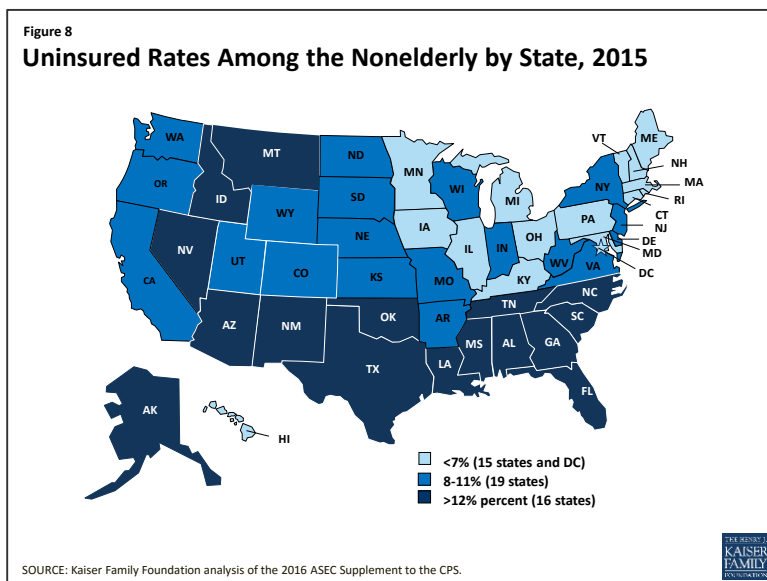 Figure 8
Uninsured Rates Among the Nonelderly by State, 2015
WA
MT
ND
MN
VT
ME
NH
MA
RI
CT
NJ
DE
MD
DC
OR
ID
WY
SD
WI
MI
NY
PA
IA
NE
IL
IN
OH
NV
UT
CO
KS
MO
KY
WV
VA
CA
AZ
NM
OK
AR
TN
NC
SC
MS
AL
GA
TX
LA
FL
AK
HI
<7% (15 states and DC)
8-11% (19 states)
>12% percent (16 states)
SOURCE: Kaiser Family Foundation analysis of the 2016 ASEC Supplement to the CPS.
THE HENRY J.
KAISER
FAMILY
FOUNDATION